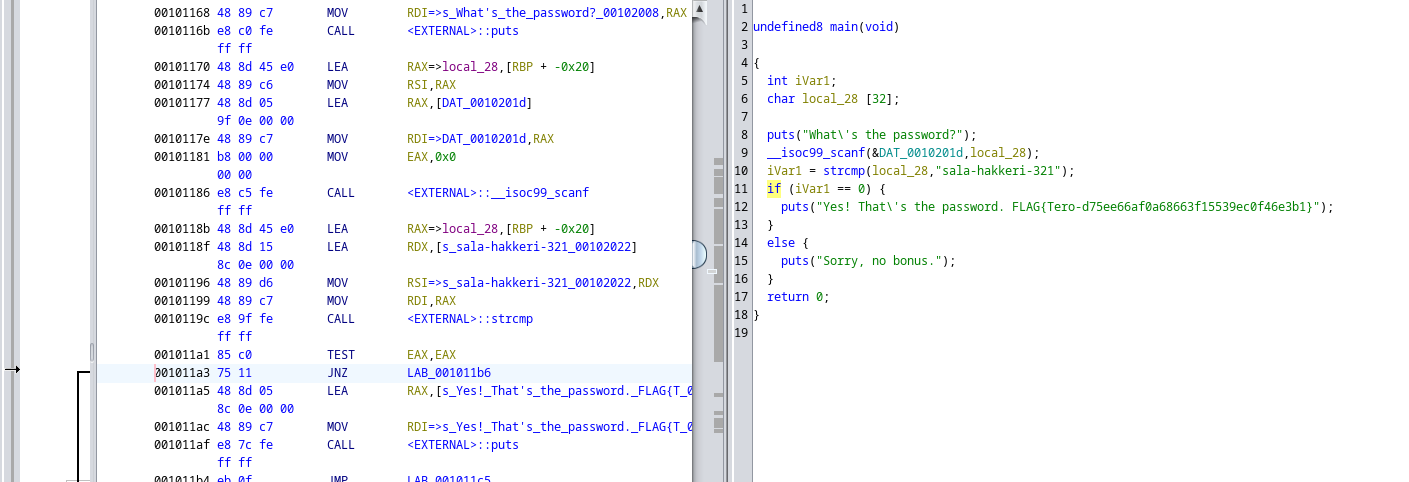 00101168 48 89 c7 MOV RDI=>s_What's_the_password?_00102008,RAX
0010116b e8 c0 fe CALL <EXTERNAL>::puts
ff ff
00101170 48 8d 45 e0 LEA RAX=>local_28,[RBP + -0x20]
00101174 48 89 c6 MOV RSI,RAX
00101177 48 8d 05 LEA RAX,[DAT_0010201d]
9f 0e 00 00
0010117e 48 89 c7 MOV RDI=>DAT_0010201d,RAX
00101181 b8 00 00 MOV EAX,0x0
00 00
00101186 e8 c5 fe CALL <EXTERNAL>::__isoc99_scanf
ff ff
0010118b 48 8d 45 e0 LEA RAX=>local_28,[RBP + -0x20]
0010118f 48 8d 15 LEA RDX,[s_sala-hakkeri-321_00102022]
8c 0e 00 00
00101196 48 89 d6 MOV RSI=>s_sala-hakkeri-321_00102022,RDX
00101199 48 89 c7 MOV RDI,RAX
0010119c e8 9f fe CALL <EXTERNAL>::strcmp
ff ff
001011a1 85 c0 TEST EAX,EAX
001011a3 75 11 JNZ LAB_001011b6
001011a5 48 8d 05 LEA RAX,[s_Yes!_That's_the_password._FLAG{T_0
8c 0e 00 00
001011ac 48 89 c7 MOV RDI=>s_Yes!_That's_the_password._FLAG{T_0
001011af e8 7c fe CALL <EXTERNAL>::puts
ff ff
001011b4 eb 0f JMP LAB_001011c5
1
2 undefined8 main(void)
3
4 {
5 int iVar1;
6 char local_28 [32];
7
8 puts("What\'s the password?");
9 __isoc99_scanf(&DAT_0010201d,local_28);
10 iVar1 = strcmp(local_28,"sala-hakkeri-321");
11 if (iVar1 == 0) {
12 puts("Yes! That\'s the password. FLAG{Tero-d75ee66af0a68663f15539ec0f46e3b1}");
13 }
14 else {
15 puts("Sorry, no bonus.");
16 }
17 return 0;
18 }
19